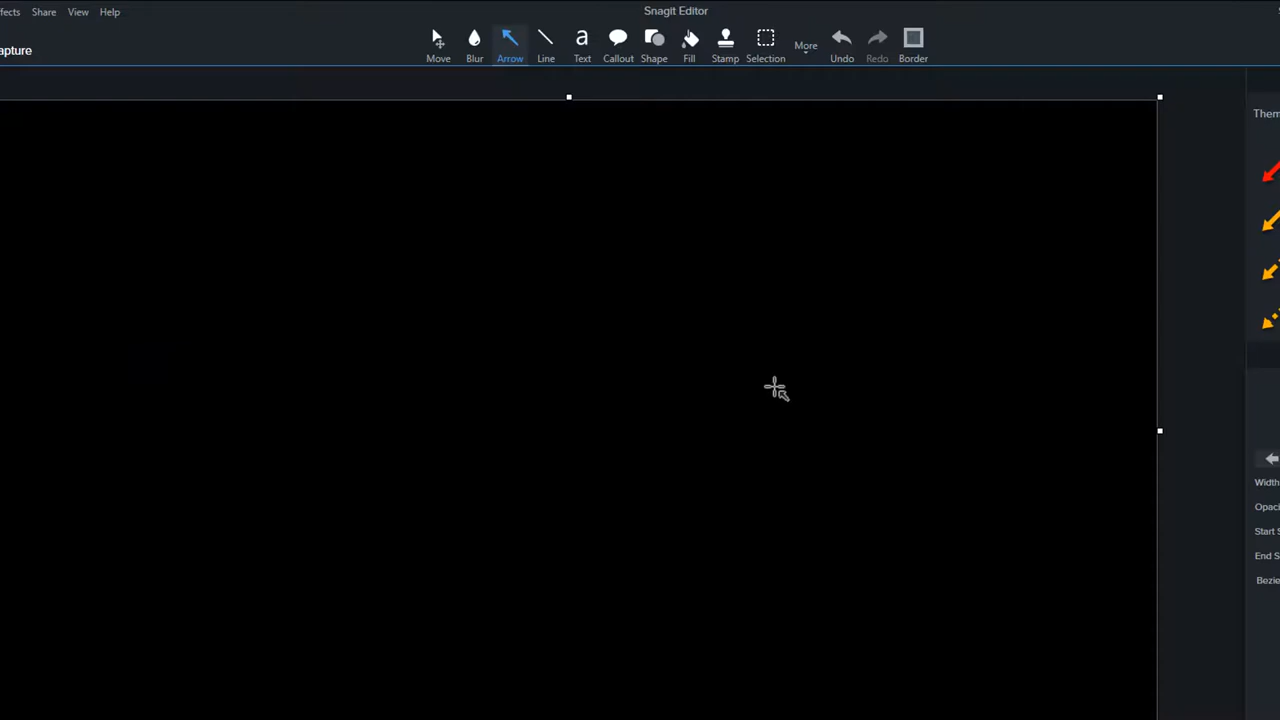 ffects Share View Help
Snagit Editor
apture
Move Blur Arrow Line Text Callout Shape Fill Stamp Selection More Undo Redo Border
a
Them
Width
Opaci
Start S
End S
Bezie